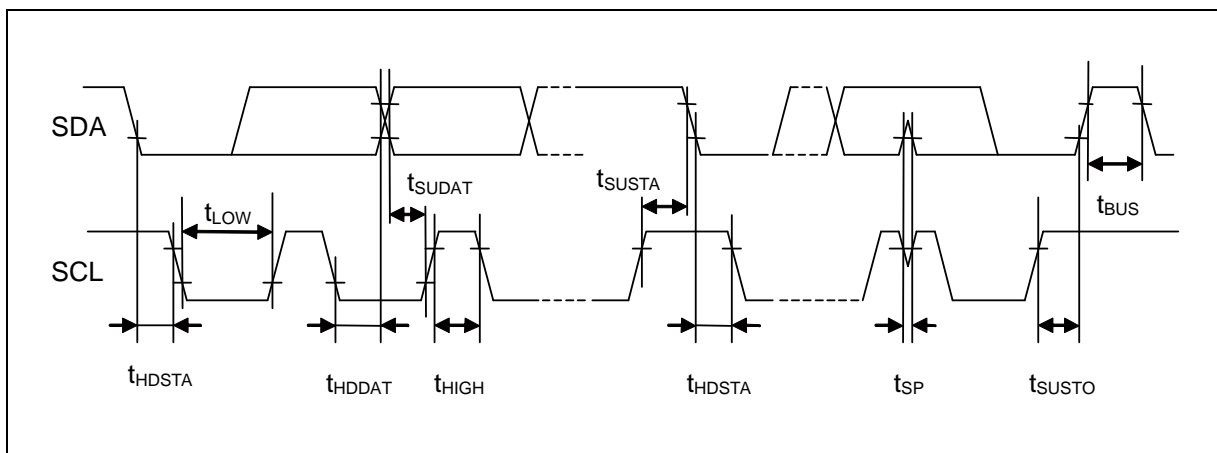 SDA
tSUDAT
tSUSTA
tLOW
tBUS
SCL
tHDSTA
tHDDAT
tHIGH
tHDSTA
tSP
tSUSTO